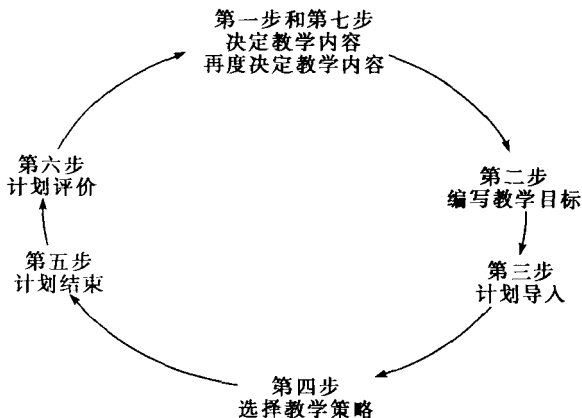 第一步和第七步
决定教学内容
再度决定教学内容
第二步
编写教学目标
第三步
计划导入
第四步
选择教学策略
第五步
计划结束
第六步
计划评价